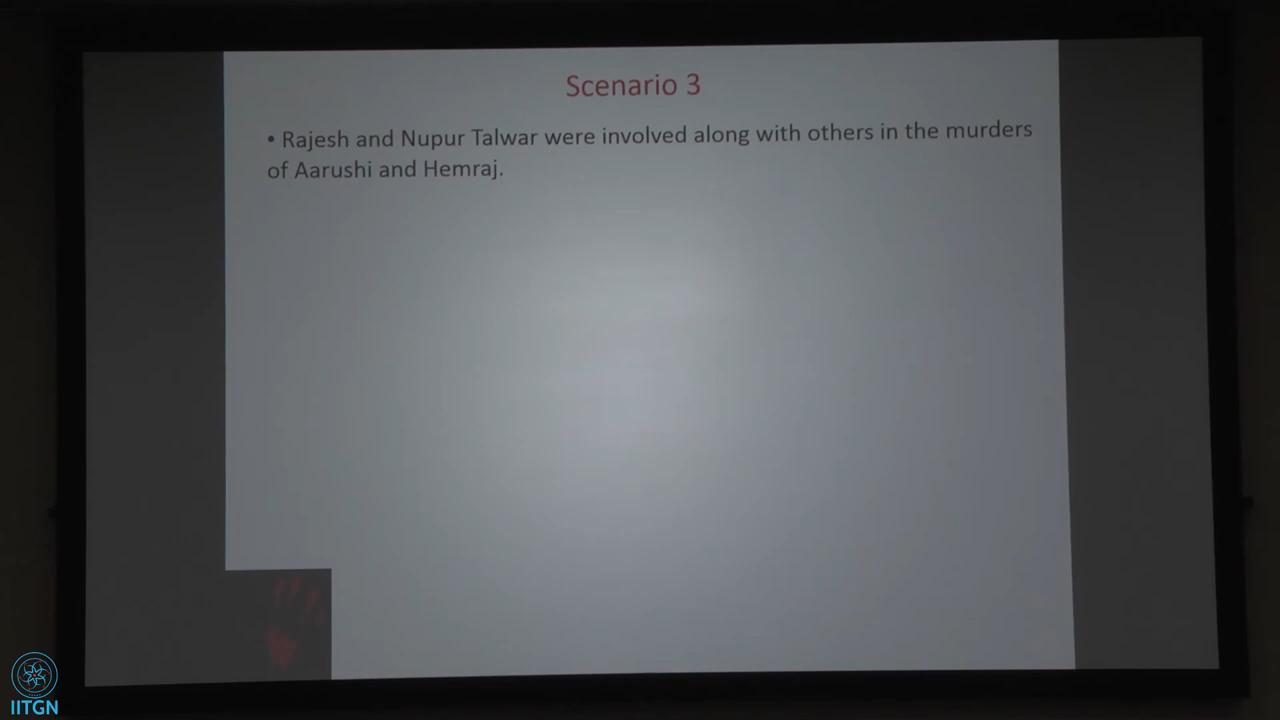 Scenario 3
• Rajesh and Nupur Talwar were involved along with others in the murders
of Aarushi and Hemraj.
IITGN